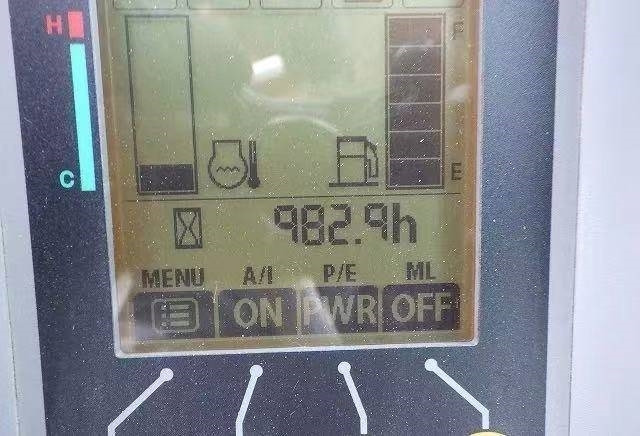 H
F
C
E
982.9h
MENU A/I P/E ML
ON PWR OFF